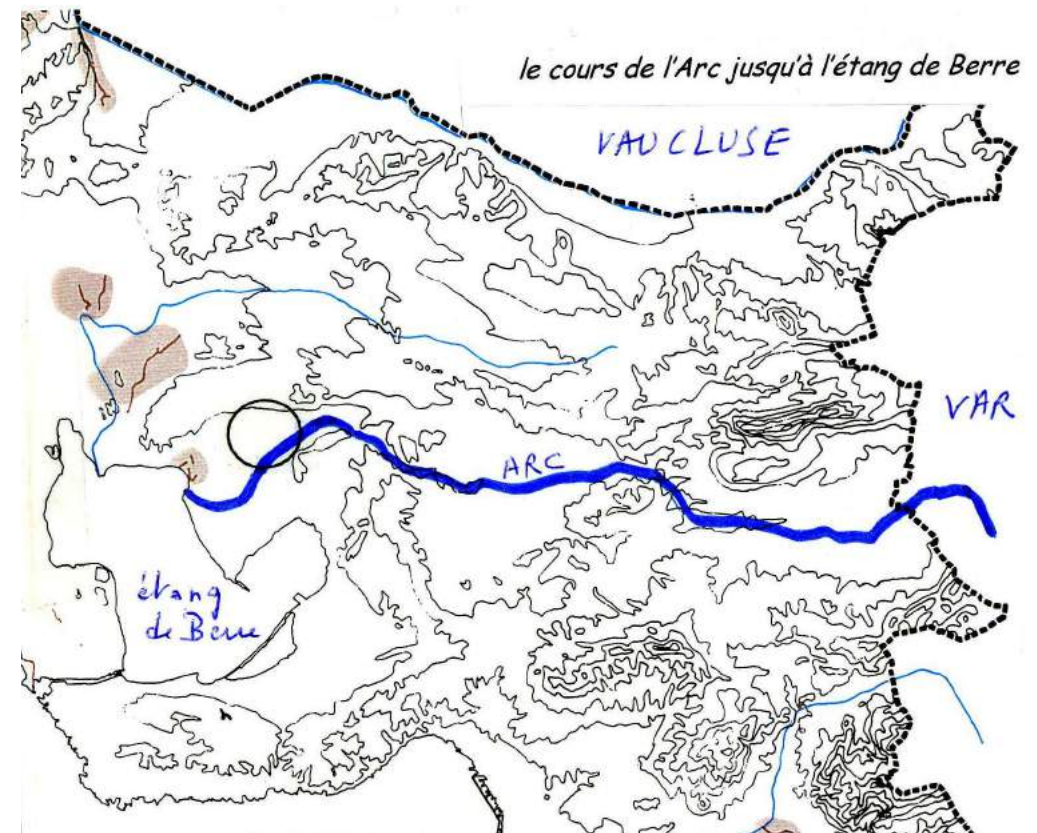 le cours de l'Arc jusqu'à l'étang de Berre
VAUCLUSE
VAR
ARC
étang
de Berre